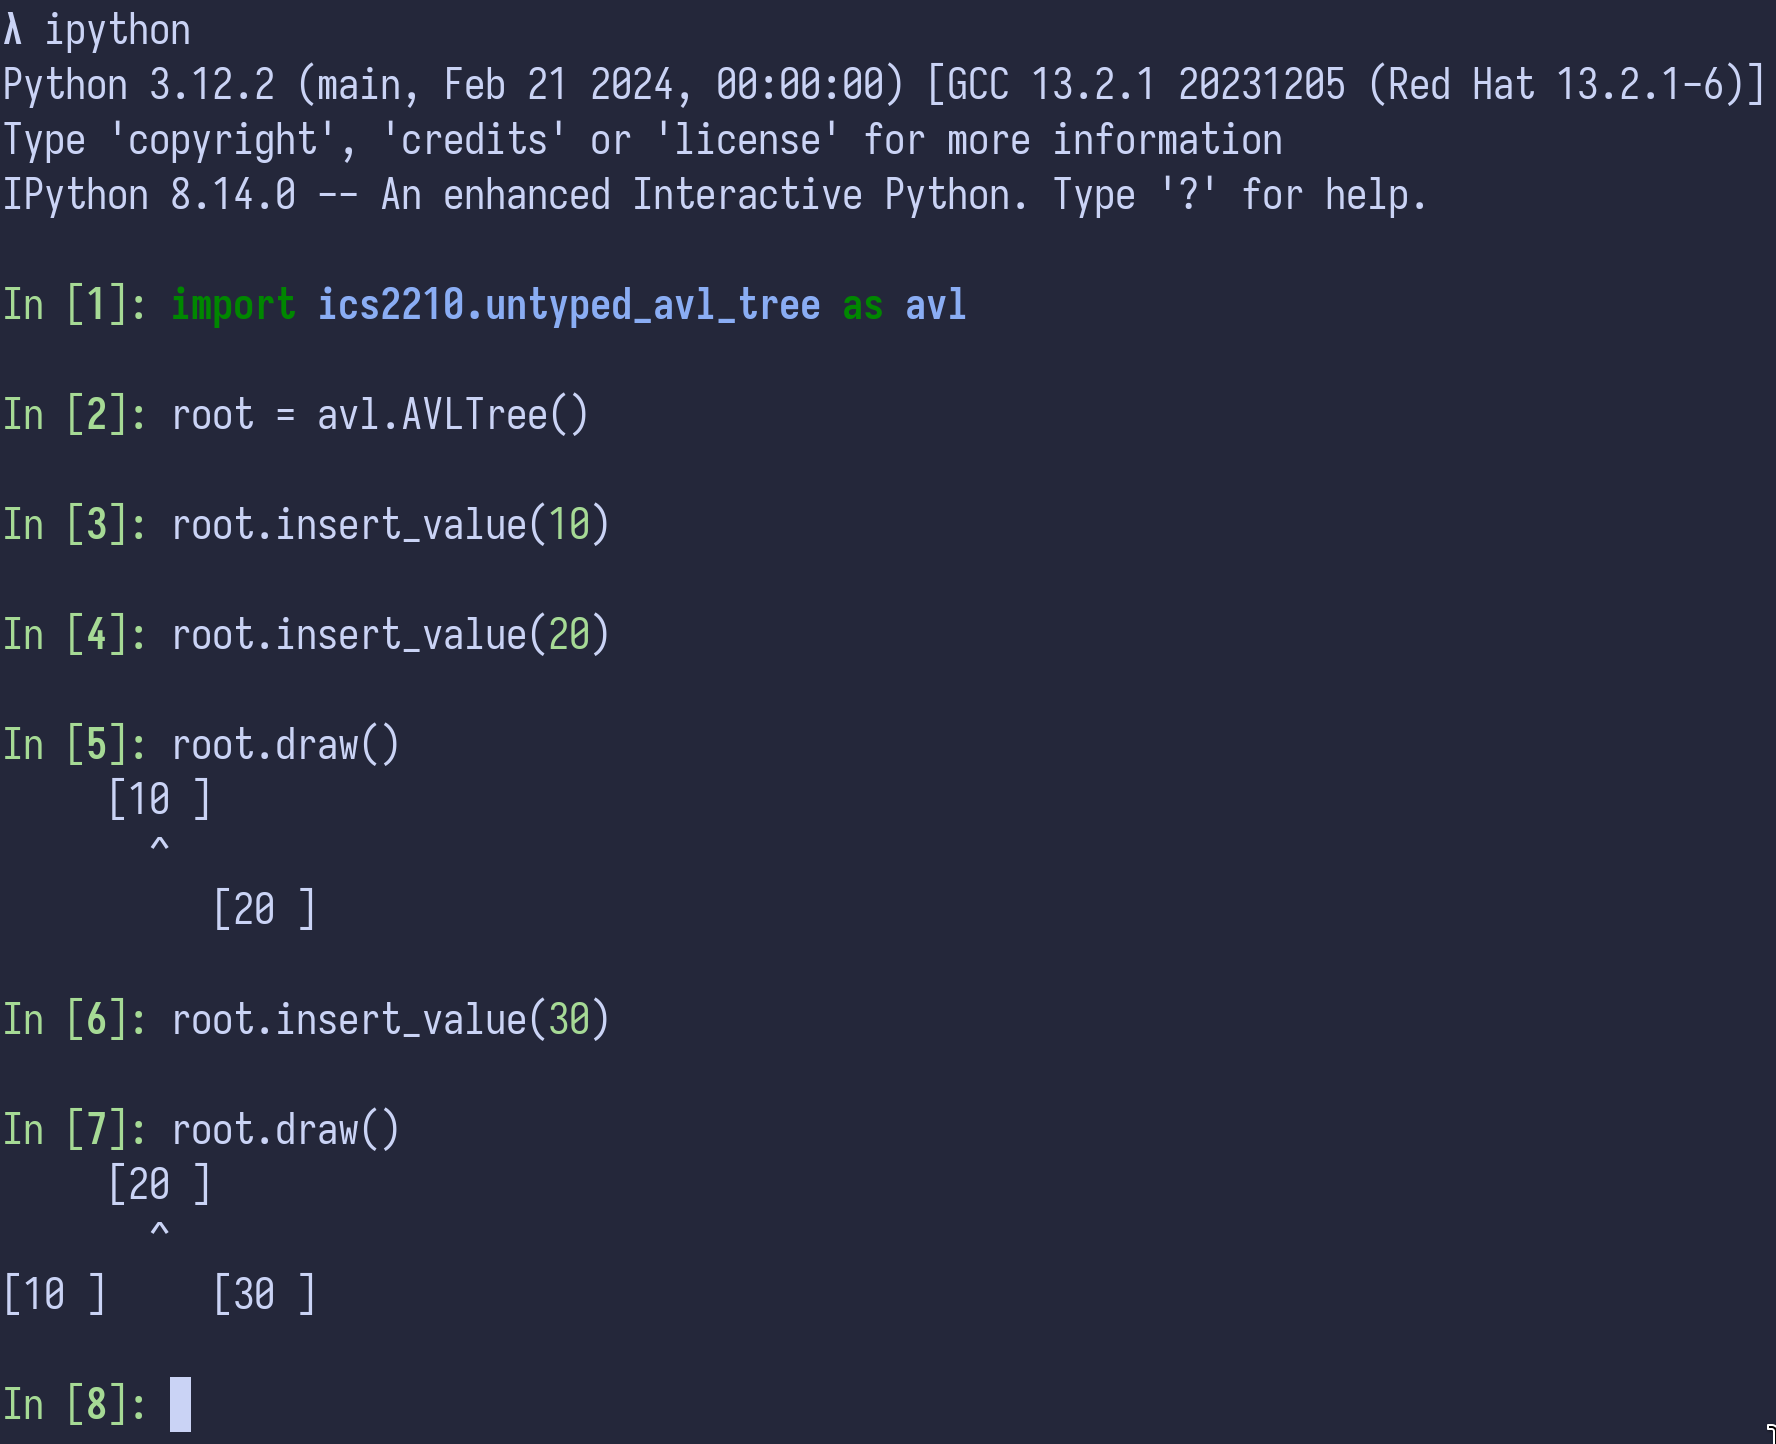 λ ipython
Python 3.12.2 (main, Feb 21 2024, 00:00:00) [GCC 13.2.1 20231205 (Red Hat 13.2.1-6)]
Type 'copyright', 'credits' or 'license' for more information
IPython 8.14.0 -- An enhanced Interactive Python. Type '?' for help.
In [1]: import ics2210.untyped_avl_tree as avl
In [2]: root = avl.AVLTree()
In [3]: root.insert_value(10)
In [4]: root.insert_value(20)
In [5]: root.draw()
     [10 ]
       ^
          [20 ]
In [6]: root.insert_value(30)
In [7]: root.draw()
     [20 ]
       ^
[10 ]     [30 ]
In [8]: